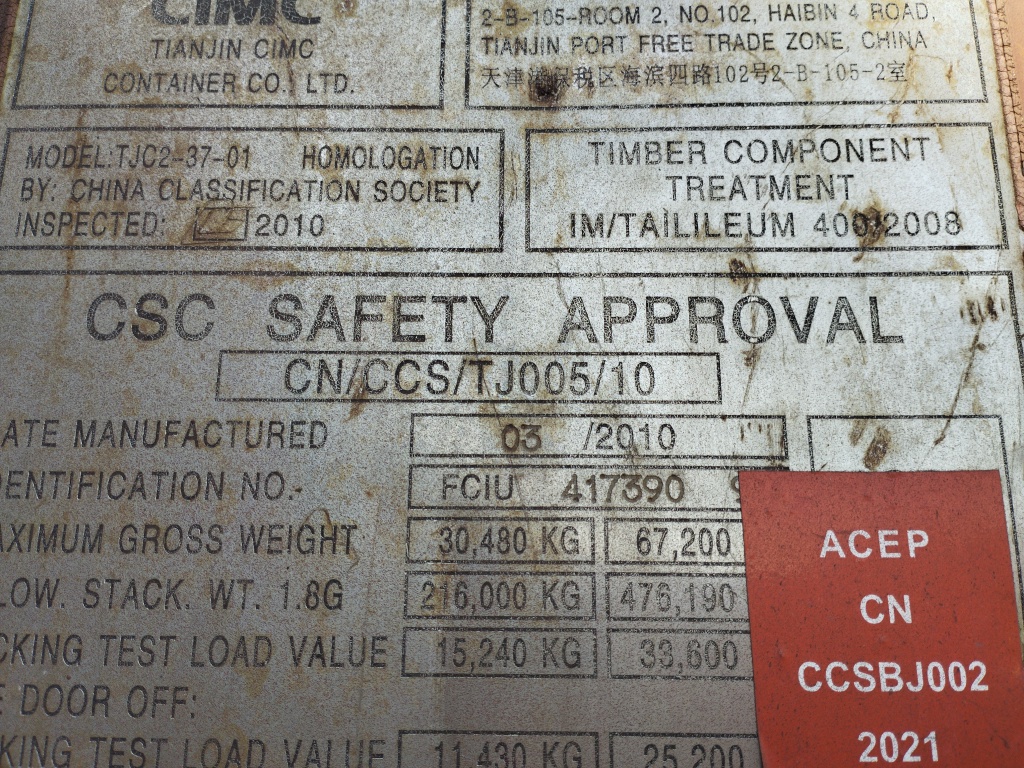 CIMC
TIANJIN CIMC
CONTAINER CO., LTD.
2-B-105-ROOM 2, NO.102, HAIBIN 4 ROAD,
TIANJIN PORT FREE TRADE ZONE, CHINA
天津港保税区海滨四路102号2-B-105-2室
MODEL:TJC2-37-01 HOMOLOGATION
BY: CHINA CLASSIFICATION SOCIETY
INSPECTED: 2010
TIMBER COMPONENT
TREATMENT
IM/TAILILEUM 400/2008
CSC SAFETY APPROVAL
CN/CCS/TJ005/10
ATE MANUFACTURED 03 /2010
DENTIFICATION NO. FCIU 417390
AXIMUM GROSS WEIGHT 30,480 KG 67,200
LOW. STACK. WT. 1.8G 216,000 KG 476,190
CKING TEST LOAD VALUE 15,240 KG 33,600
E DOOR OFF:
KING TEST LOAD VALUE 11,430 KG 25,200
ACEP
CN
CCSBJ002
2021